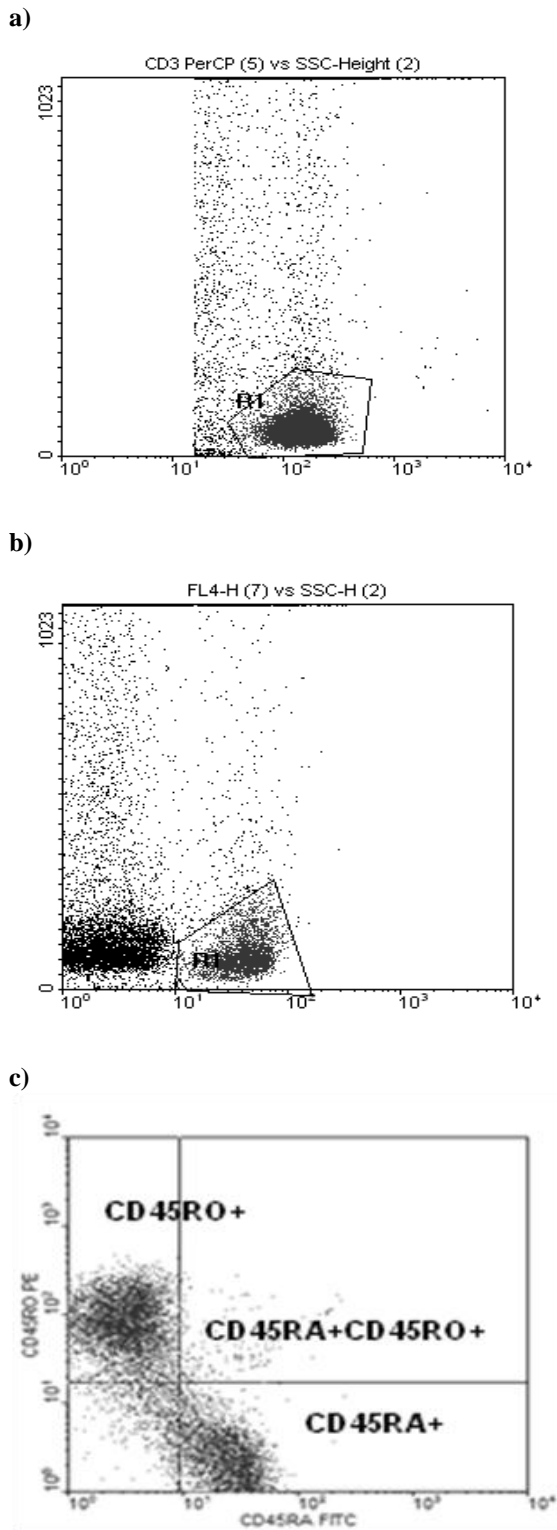 a)
CD3 PerCP (5) vs SSC-Height (2)
1023
R1
0
10⁰ 10¹ 10² 10³ 10⁴
b)
FL4-H (7) vs SSC-H (2)
1023
R1
0
10⁰ 10¹ 10² 10³ 10⁴
c)
10⁴
CD45RO+
10³
CD45RO PE
10²
CD45RA+CD45RO+
10¹
CD45RA+
10⁰
10⁰ 10¹ 10² 10³ 10⁴
CD45RA FITC